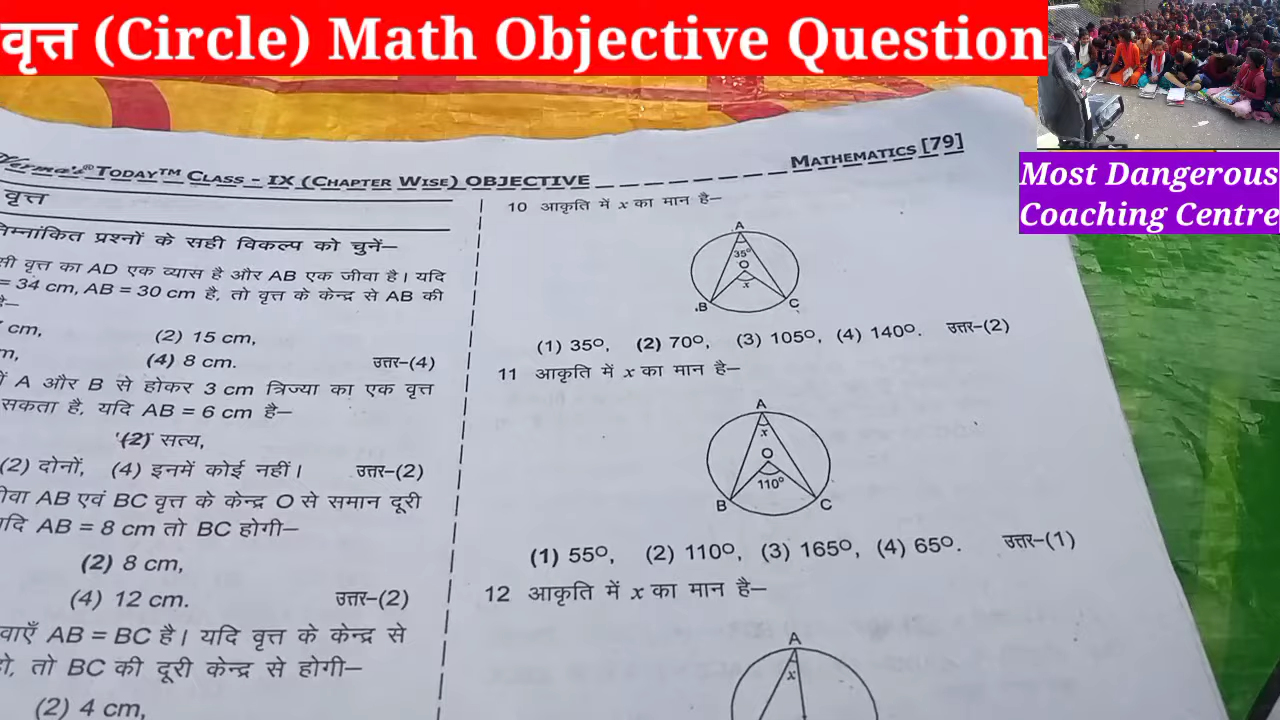 वृत्त (Circle) Math Objective Question
Most Dangerous
Coaching Centre
Verma's® TODAY™ CLASS - IX (CHAPTER WISE) OBJECTIVE
MATHEMATICS [79]
वृत्त
निम्नांकित प्रश्नों के सही विकल्प को चुनें—
सी वृत्त का AD एक व्यास है और AB एक जीवा है। यदि
= 34 cm, AB = 30 cm है, तो वृत्त के केन्द्र से AB की
है—
cm, (2) 15 cm,
m, (4) 8 cm. उत्तर–(4)
A और B से होकर 3 cm त्रिज्या का एक वृत्त
सकता है, यदि AB = 6 cm है—
(2) सत्य,
(2) दोनों, (4) इनमें कोई नहीं। उत्तर–(2)
वा AB एवं BC वृत्त के केन्द्र O से समान दूरी
यदि AB = 8 cm तो BC होगी—
(2) 8 cm,
(4) 12 cm. उत्तर–(2)
वाएँ AB = BC है। यदि वृत्त के केन्द्र से
हो, तो BC की दूरी केन्द्र से होगी—
(2) 4 cm,
10 आकृति में x का मान है—
A
35°
O
x
B C
(1) 35°, (2) 70°, (3) 105°, (4) 140°. उत्तर–(2)
11 आकृति में x का मान है—
A
x
O
110°
B C
(1) 55°, (2) 110°, (3) 165°, (4) 65°. उत्तर–(1)
12 आकृति में x का मान है—
A
x